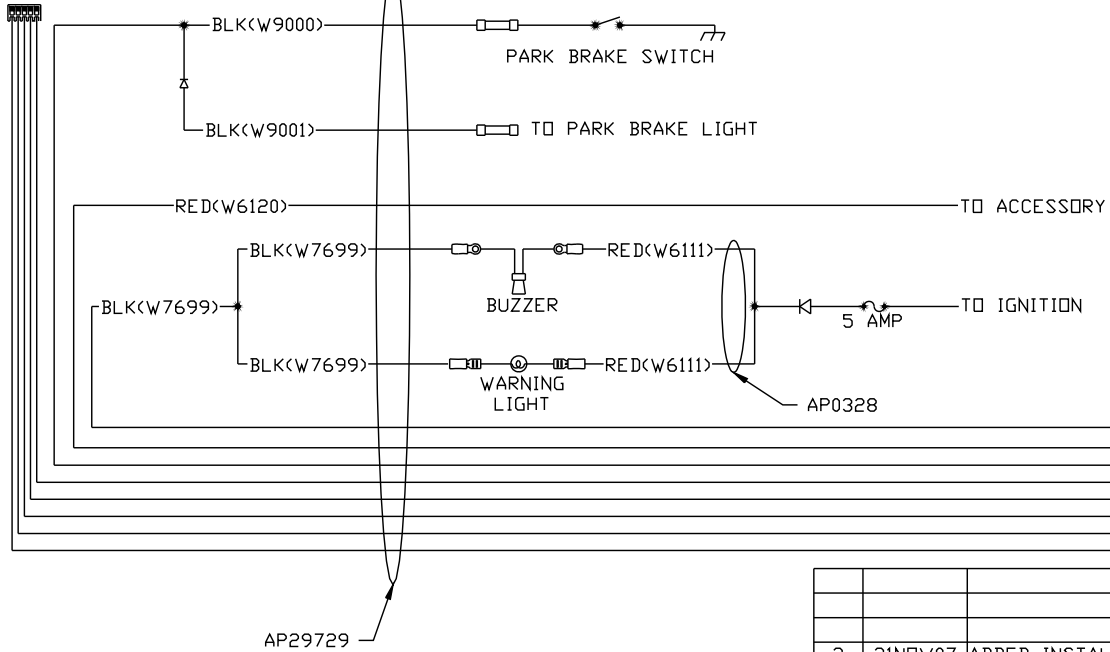 BLK(W9000)
PARK BRAKE SWITCH
BLK(W9001)
TO PARK BRAKE LIGHT
RED(W6120)
TO ACCESSORY
BLK(W7699)
RED(W6111)
BUZZER
BLK(W7699)
TO IGNITION
5 AMP
BLK(W7699)
RED(W6111)
WARNING
LIGHT
AP0328
AP29729
21NOV07